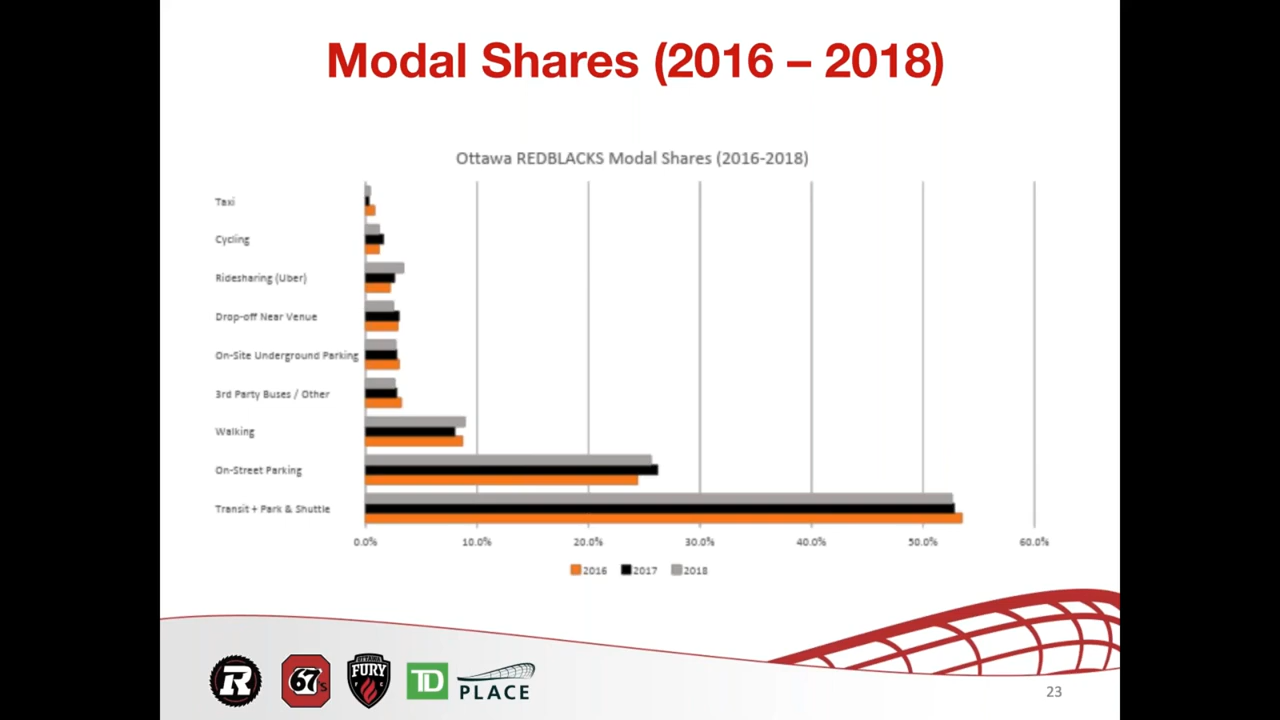 Modal Shares (2016 – 2018)
Ottawa REDBLACKS Modal Shares (2016-2018)
Taxi
Cycling
Ridesharing (Uber)
Drop-off Near Venue
On-Site Underground Parking
3rd Party Buses / Other
Walking
On-Street Parking
Transit + Park & Shuttle
0.0% 10.0% 20.0% 30.0% 40.0% 50.0% 60.0%
2016 2017 2018
R 67's OTTAWA FURY FC TD PLACE
23